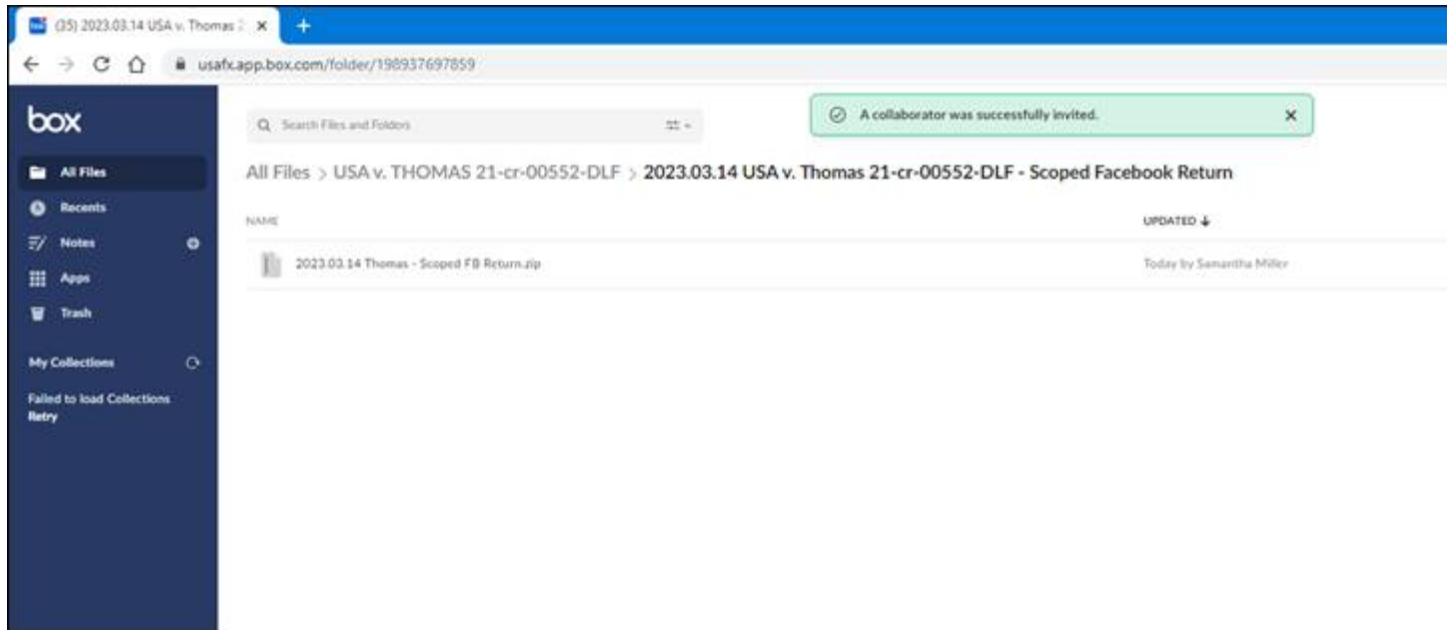 (35) 2023.03.14 USA v. Thomas 2
usafx.app.box.com/folder/198937697859
box
Search Files and Folders
A collaborator was successfully invited.
All Files
All Files > USA v. THOMAS 21-cr-00552-DLF > 2023.03.14 USA v. Thomas 21-cr-00552-DLF - Scoped Facebook Return
Recents
NAME
UPDATED
Notes
2023.03.14 Thomas - Scoped FB Return.zip
Today by Samantha Miller
Apps
Trash
My Collections
Failed to load Collections
Retry